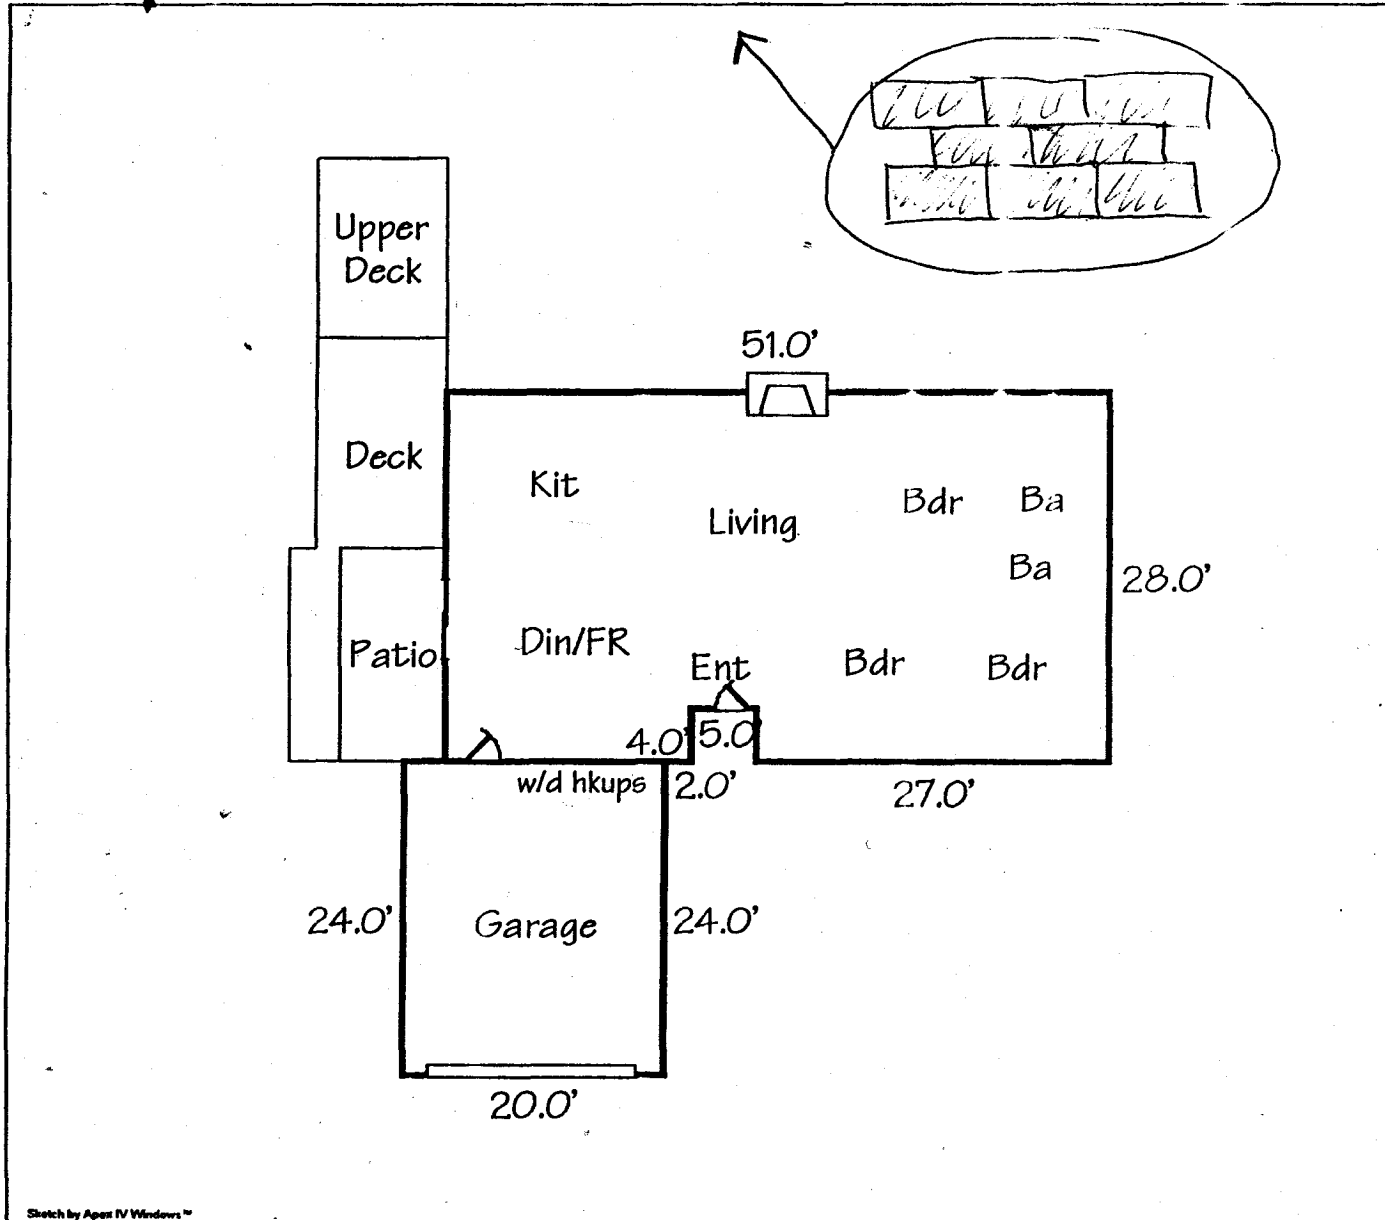 Upper
Deck
51.0'
Deck
Kit
Living
Bdr
Ba
Ba
28.0'
Din/FR
Patio
Ent
Bdr
Bdr
4.0'
5.0'
w/d hkups
2.0'
27.0'
24.0'
Garage
24.0'
20.0'
Sketch by Apex IV Windows™